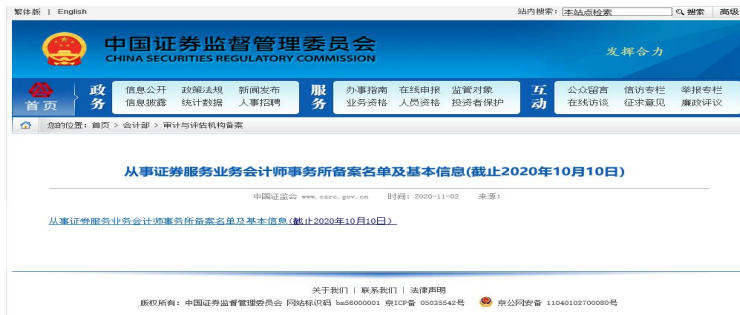 繁体版 | English 站内搜索: 本站点检索 搜索 高级
中国证券监督管理委员会
CHINA SECURITIES REGULATORY COMMISSION
发挥合力
首页 政务 信息公开 政策法规 新闻发布 服务 办事指南 在线申报 监管对象 互动 公众留言 信访专栏 举报专栏
信息披露 统计数据 人事招聘 业务资格 人员资格 投资者保护 在线访谈 征求意见 廉政评议
您的位置: 首页 > 会计部 > 审计与评估机构备案
从事证券服务业务会计师事务所备案名单及基本信息(截止2020年10月10日)
中国证监会 www.csrc.gov.cn 时间: 2020-11-02 来源:
从事证券服务业务会计师事务所备案名单及基本信息(截止2020年10月10日)
关于我们 | 联系我们 | 法律声明
版权所有: 中国证券监督管理委员会 网站标识码 bm56000001 京ICP备 05035542号 京公网安备 11040102700080号